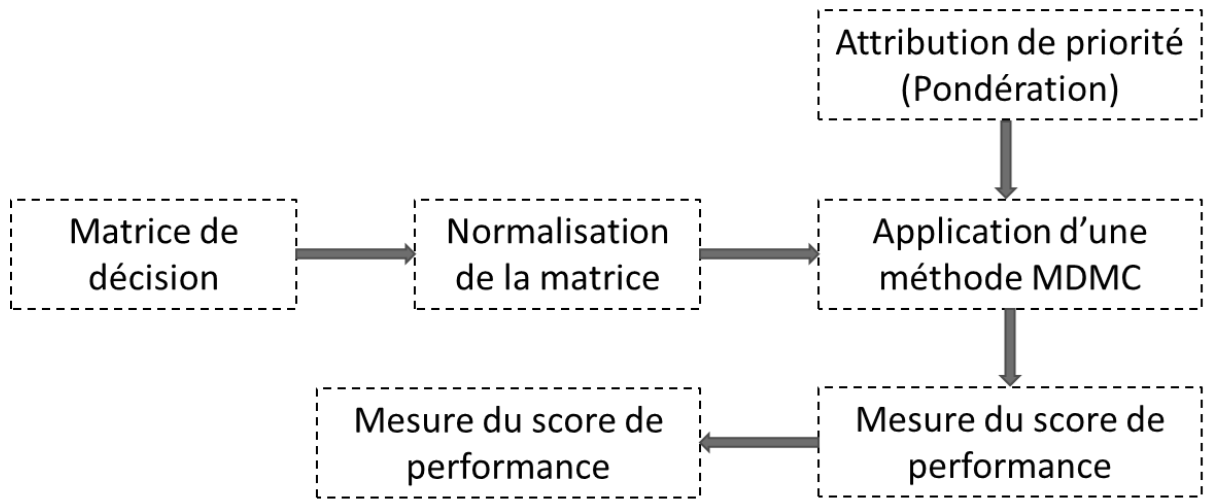 Attribution de priorité
(Pondération)
Matrice de
décision
Normalisation
de la matrice
Application d’une
méthode MDMC
Mesure du score de
performance
Mesure du score de
performance